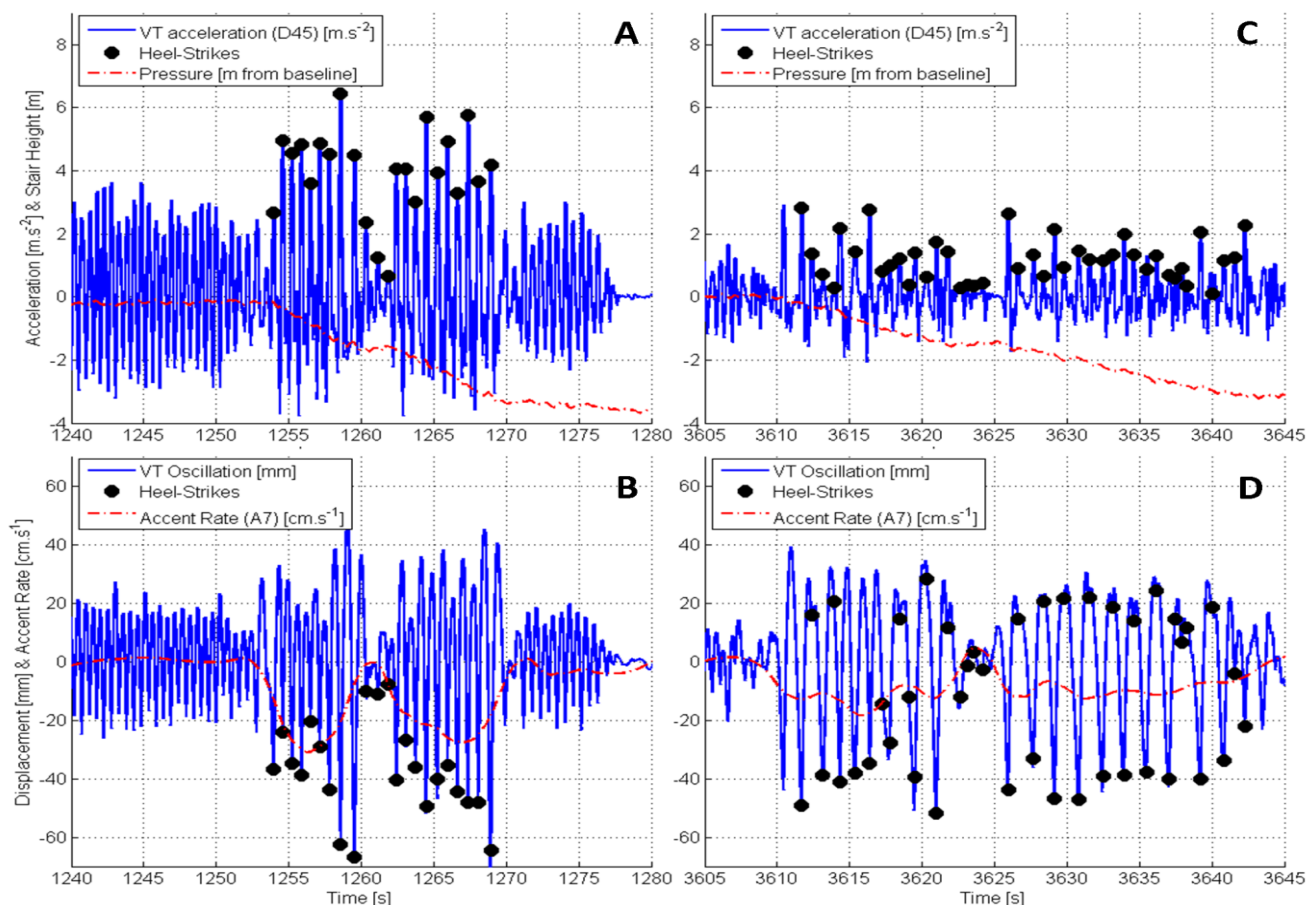 VT acceleration (D45) [m.s⁻²]
Heel-Strikes
Pressure [m from baseline]
A
8
6
4
2
0
-2
-4
Acceleration [m.s⁻²] & Stair Height [m]
1240 1245 1250 1255 1260 1265 1270 1275 1280
VT acceleration (D45) [m.s⁻²]
Heel-Strikes
Pressure [m from baseline]
C
8
6
4
2
0
-2
-4
3605 3610 3615 3620 3625 3630 3635 3640 3645
VT Oscillation [mm]
Heel-Strikes
Accent Rate (A7) [cm.s⁻¹]
B
60
40
20
0
-20
-40
-60
Displacement [mm] & Accent Rate [cm.s¹]
1240 1245 1250 1255 1260 1265 1270 1275 1280
Time [s]
VT Oscillation [mm]
Heel-Strikes
Accent Rate (A7) [cm.s⁻¹]
D
60
40
20
0
-20
-40
-60
3605 3610 3615 3620 3625 3630 3635 3640 3645
Time [s]